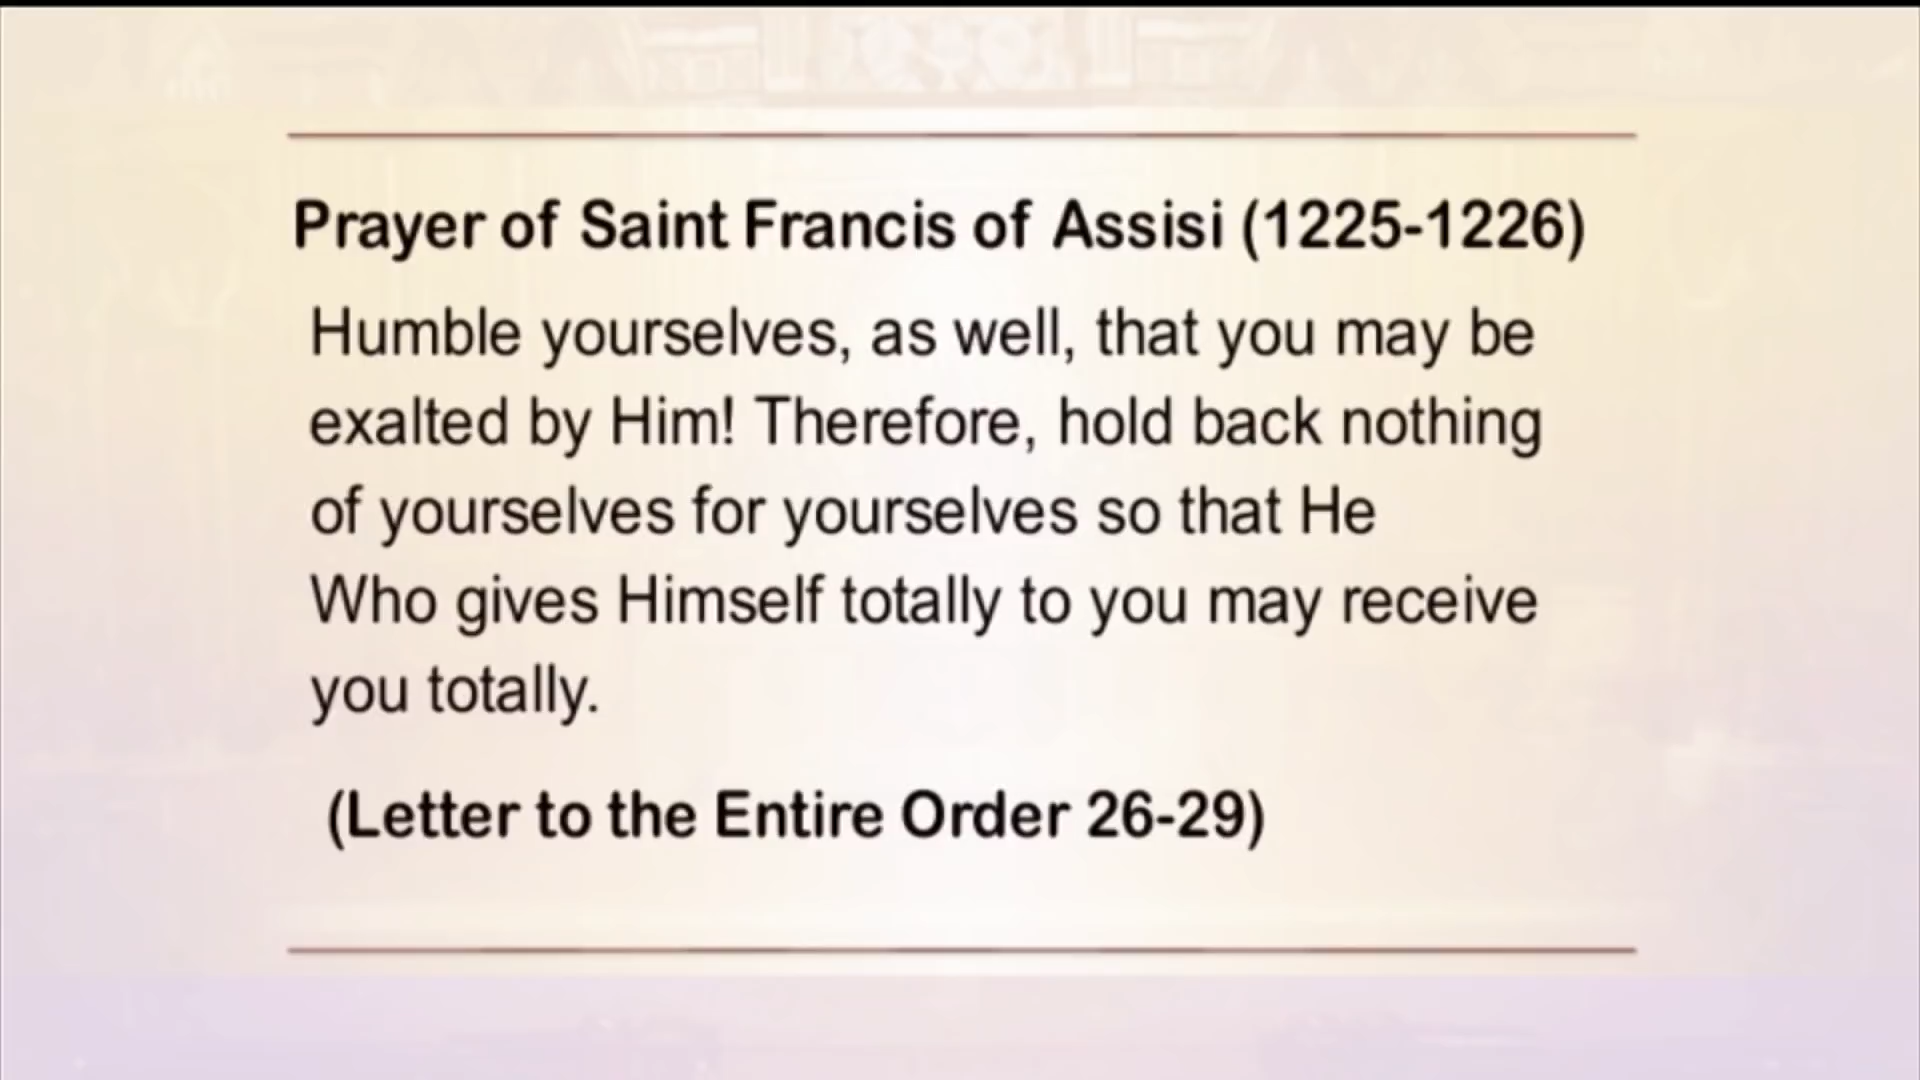 Prayer of Saint Francis of Assisi (1225-1226)
Humble yourselves, as well, that you may be
exalted by Him! Therefore, hold back nothing
of yourselves for yourselves so that He
Who gives Himself totally to you may receive
you totally.
(Letter to the Entire Order 26-29)